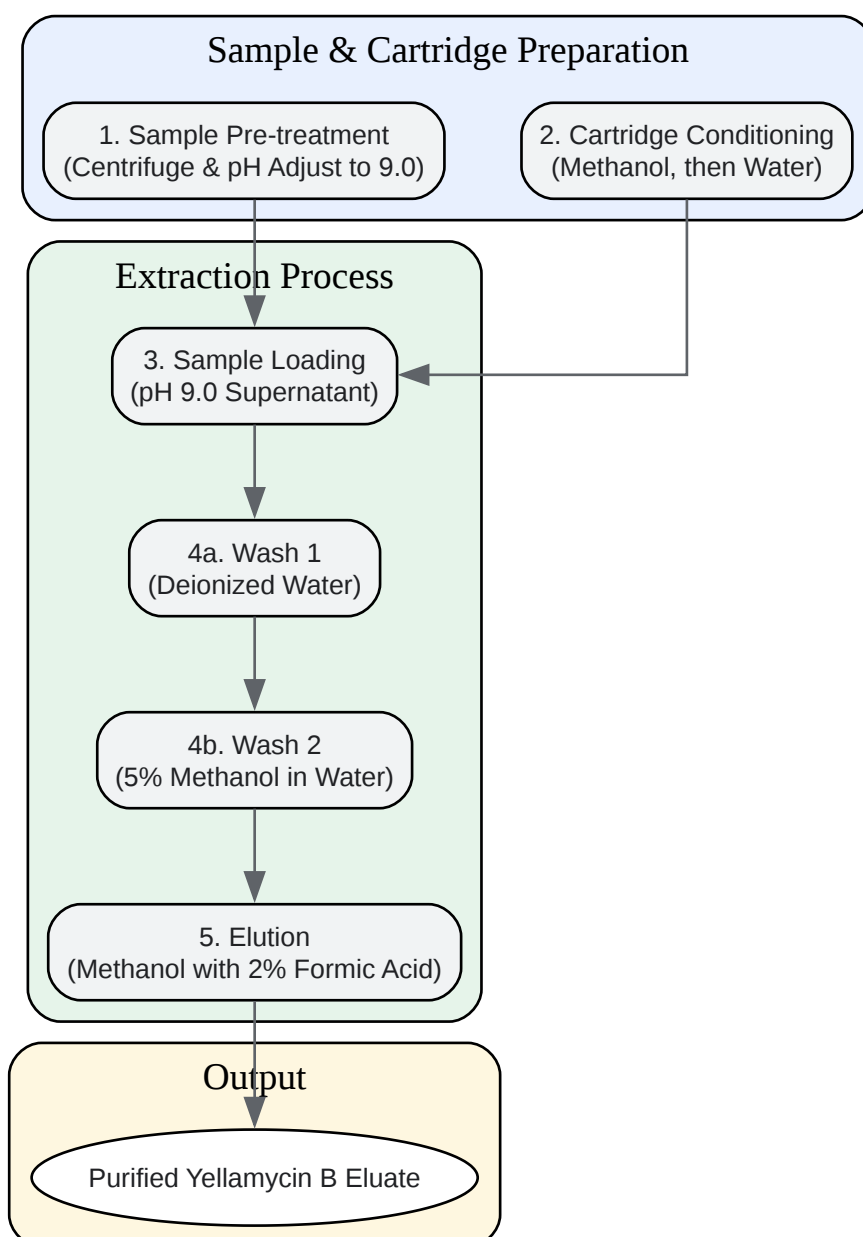 Sample & Cartridge Preparation
1. Sample Pre-treatment
(Centrifuge & pH Adjust to 9.0)
2. Cartridge Conditioning
(Methanol, then Water)
Extraction Process
3. Sample Loading
(pH 9.0 Supernatant)
4a. Wash 1
(Deionized Water)
4b. Wash 2
(5% Methanol in Water)
5. Elution
(Methanol with 2% Formic Acid)
Output
Purified Yellamycin B Eluate